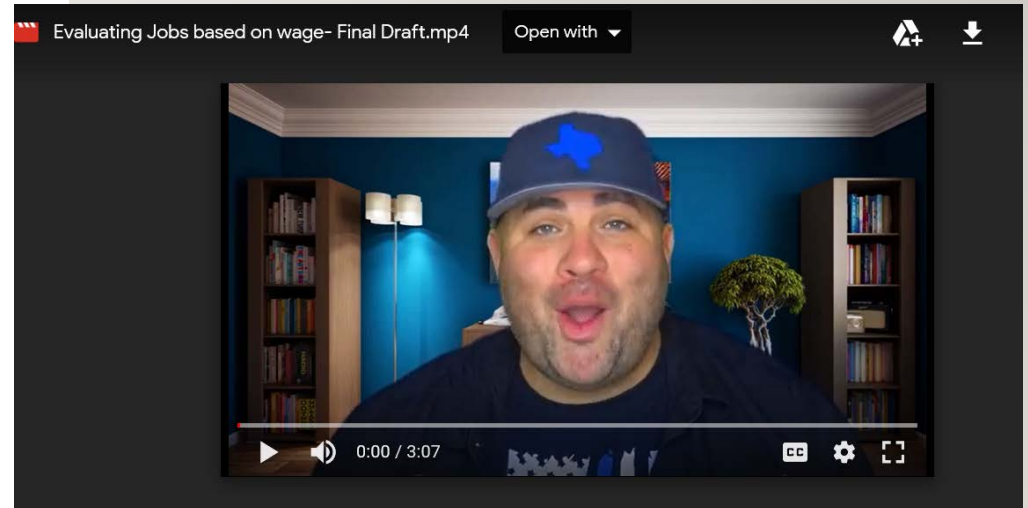 Evaluating Jobs based on wage- Final Draft.mp4 Open with
0:00 / 3:07
CC